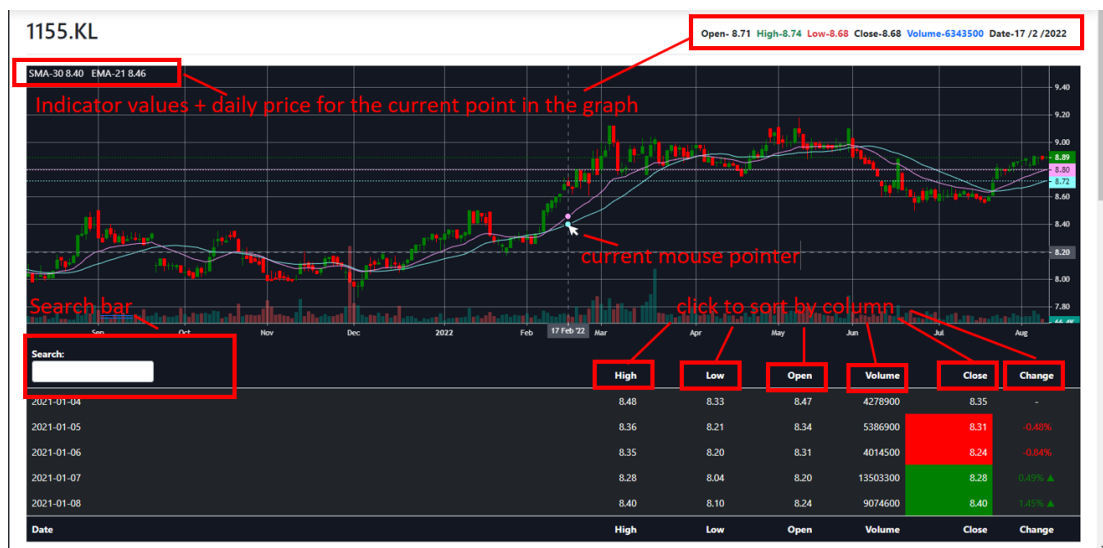 1155.KL
Open- 8.71 High-8.74 Low-8.68 Close-8.68 Volume-6343500 Date-17 /2 /2022
SMA-30 8.40 EMA-21 8.46
Indicator values + daily price for the current point in the graph
9.40
9.20
9.00
8.89
8.80
8.72
8.60
8.40
current mouse pointer
8.20
8.00
Search bar
click to sort by column
7.80
Sep Oct Nov Dec 2022 Feb 17 Feb '22 Mar Apr May Jun Jul Aug
Search:
High Low Open Volume Close Change
2021-01-04 8.48 8.33 8.47 4278900 8.35 -
2021-01-05 8.36 8.21 8.34 5386900 8.31 -0.48%
2021-01-06 8.35 8.20 8.31 4014500 8.24 -0.84%
2021-01-07 8.28 8.04 8.20 13503300 8.28 0.49% ▲
2021-01-08 8.40 8.10 8.24 9074600 8.40 1.45% ▲
Date High Low Open Volume Close Change